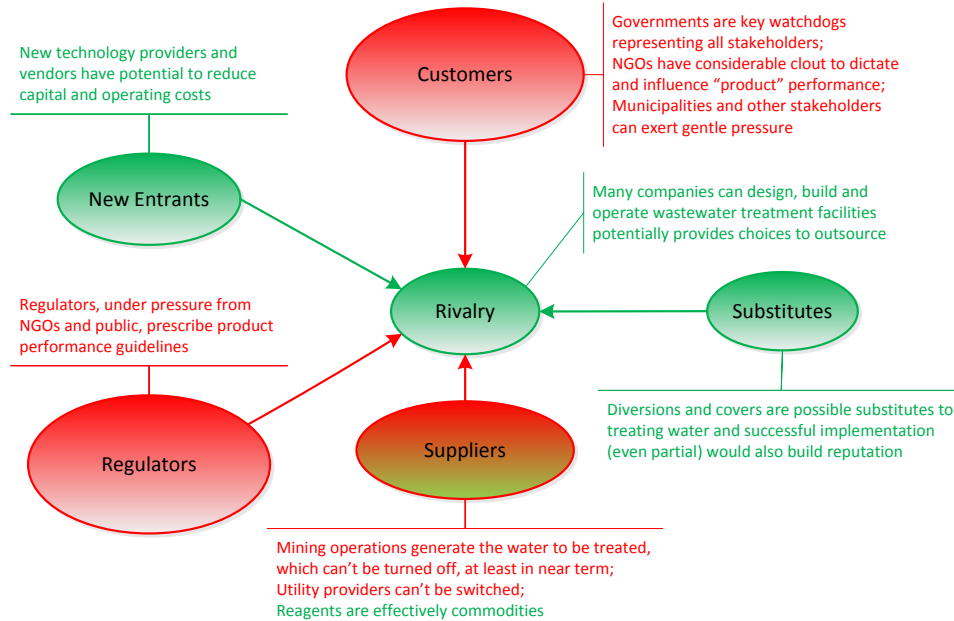 Governments are key watchdogs
representing all stakeholders;
NGOs have considerable clout to dictate
and influence “product” performance;
Municipalities and other stakeholders
can exert gentle pressure
Customers
New technology providers and
vendors have potential to reduce
capital and operating costs
New Entrants
Many companies can design, build and
operate wastewater treatment facilities
potentially provides choices to outsource
Rivalry
Substitutes
Regulators, under pressure from
NGOs and public, prescribe product
performance guidelines
Regulators
Suppliers
Diversions and covers are possible substitutes to
treating water and successful implementation
(even partial) would also build reputation
Mining operations generate the water to be treated,
which can’t be turned off, at least in near term;
Utility providers can’t be switched;
Reagents are effectively commodities